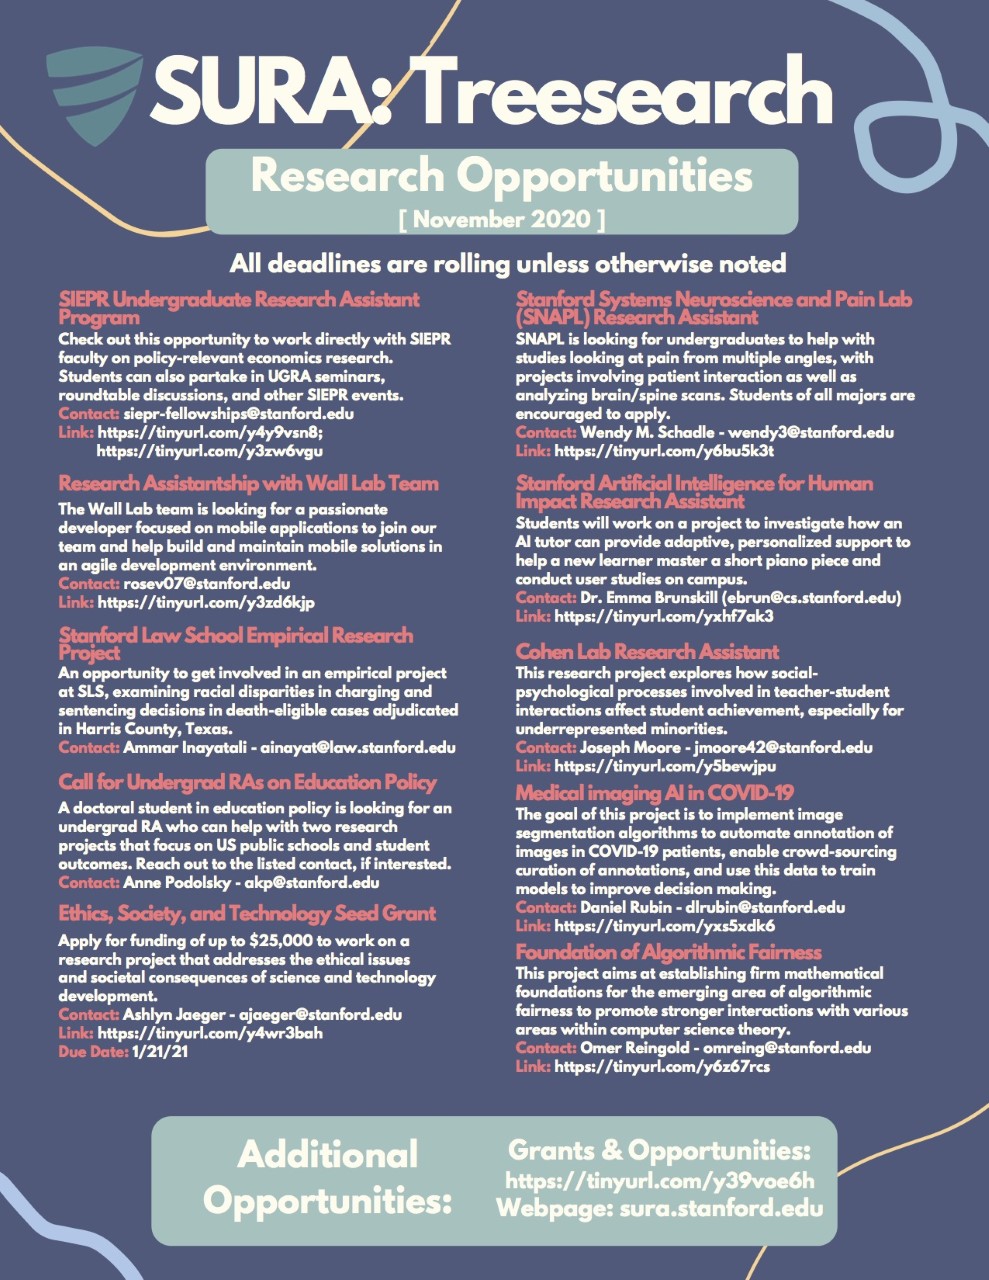 SURA: Treesearch
Research Opportunities
[ November 2020 ]
All deadlines are rolling unless otherwise noted
SIEPR Undergraduate Research Assistant
Program
Check out this opportunity to work directly with SIEPR
faculty on policy-relevant economics research.
Students can also partake in UGRA seminars,
roundtable discussions, and other SIEPR events.
Contact: siepr-fellowships@stanford.edu
Link: https://tinyurl.com/y4y9vsn8;
https://tinyurl.com/y3zw6vgu
Research Assistantship with Wall Lab Team
The Wall Lab team is looking for a passionate
developer focused on mobile applications to join our
team and help build and maintain mobile solutions in
an agile development environment.
Contact: rosev07@stanford.edu
Link: https://tinyurl.com/y3zd6kjp
Stanford Law School Empirical Research
Project
An opportunity to get involved in an empirical project
at SLS, examining racial disparities in charging and
sentencing decisions in death-eligible cases adjudicated
in Harris County, Texas.
Contact: Ammar Inayatali - ainayat@law.stanford.edu
Call for Undergrad RAs on Education Policy
A doctoral student in education policy is looking for an
undergrad RA who can help with two research
projects that focus on US public schools and student
outcomes. Reach out to the listed contact, if interested.
Contact: Anne Podolsky - akp@stanford.edu
Ethics, Society, and Technology Seed Grant
Apply for funding of up to $25,000 to work on a
research project that addresses the ethical issues
and societal consequences of science and technology
development.
Contact: Ashlyn Jaeger - ajaeger@stanford.edu
Link: https://tinyurl.com/y4wr3bah
Due Date: 1/21/21
Stanford Systems Neuroscience and Pain Lab
(SNAPL) Research Assistant
SNAPL is looking for undergraduates to help with
studies looking at pain from multiple angles, with
projects involving patient interaction as well as
analyzing brain/spine scans. Students of all majors are
encouraged to apply.
Contact: Wendy M. Schadle - wendy3@stanford.edu
Link: https://tinyurl.com/y6bu5k3t
Stanford Artificial Intelligence for Human
Impact Research Assistant
Students will work on a project to investigate how an
AI tutor can provide adaptive, personalized support to
help a new learner master a short piano piece and
conduct user studies on campus.
Contact: Dr. Emma Brunskill (ebrun@cs.stanford.edu)
Link: https://tinyurl.com/yxhf7ak3
Cohen Lab Research Assistant
This research project explores how social-
psychological processes involved in teacher-student
interactions affect student achievement, especially for
underrepresented minorities.
Contact: Joseph Moore - jmoore42@stanford.edu
Link: https://tinyurl.com/y5bewjpu
Medical imaging AI in COVID-19
The goal of this project is to implement image
segmentation algorithms to automate annotation of
images in COVID-19 patients, enable crowd-sourcing
curation of annotations, and use this data to train
models to improve decision making.
Contact: Daniel Rubin - dlrubin@stanford.edu
Link: https://tinyurl.com/yxs5xdk6
Foundation of Algorithmic Fairness
This project aims at establishing firm mathematical
foundations for the emerging area of algorithmic
fairness to promote stronger interactions with various
areas within computer science theory.
Contact: Omer Reingold - omreing@stanford.edu
Link: https://tinyurl.com/y6z67rcs
Additional
Opportunities:
Grants & Opportunities:
https://tinyurl.com/y39voe6h
Webpage: sura.stanford.edu